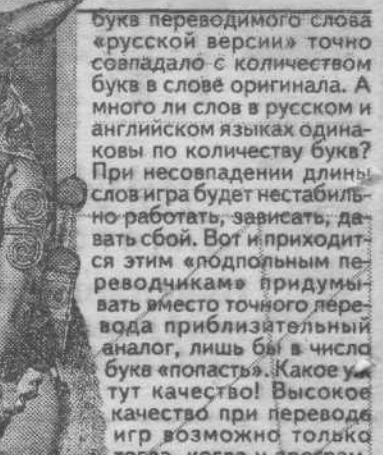 букв переводимого слова
«русской версии» точно
совпадало с количеством
букв в слове оригинала. А
много ли слов в русском и
английском языках одина-
ковы по количеству букв?
При несовпадении длины
слов игра будет нестабиль-
но работать, зависать, да-
вать сбой. Вот и приходит-
ся этим «подпольным пе-
реводчикам» придумы-
вать вместо точного пере-
вода приблизительный
аналог, лишь бы в число
букв «попасть». Какое уж
тут качество! Высокое
качество при переводе
игр возможно только
тогда, когда и програм-